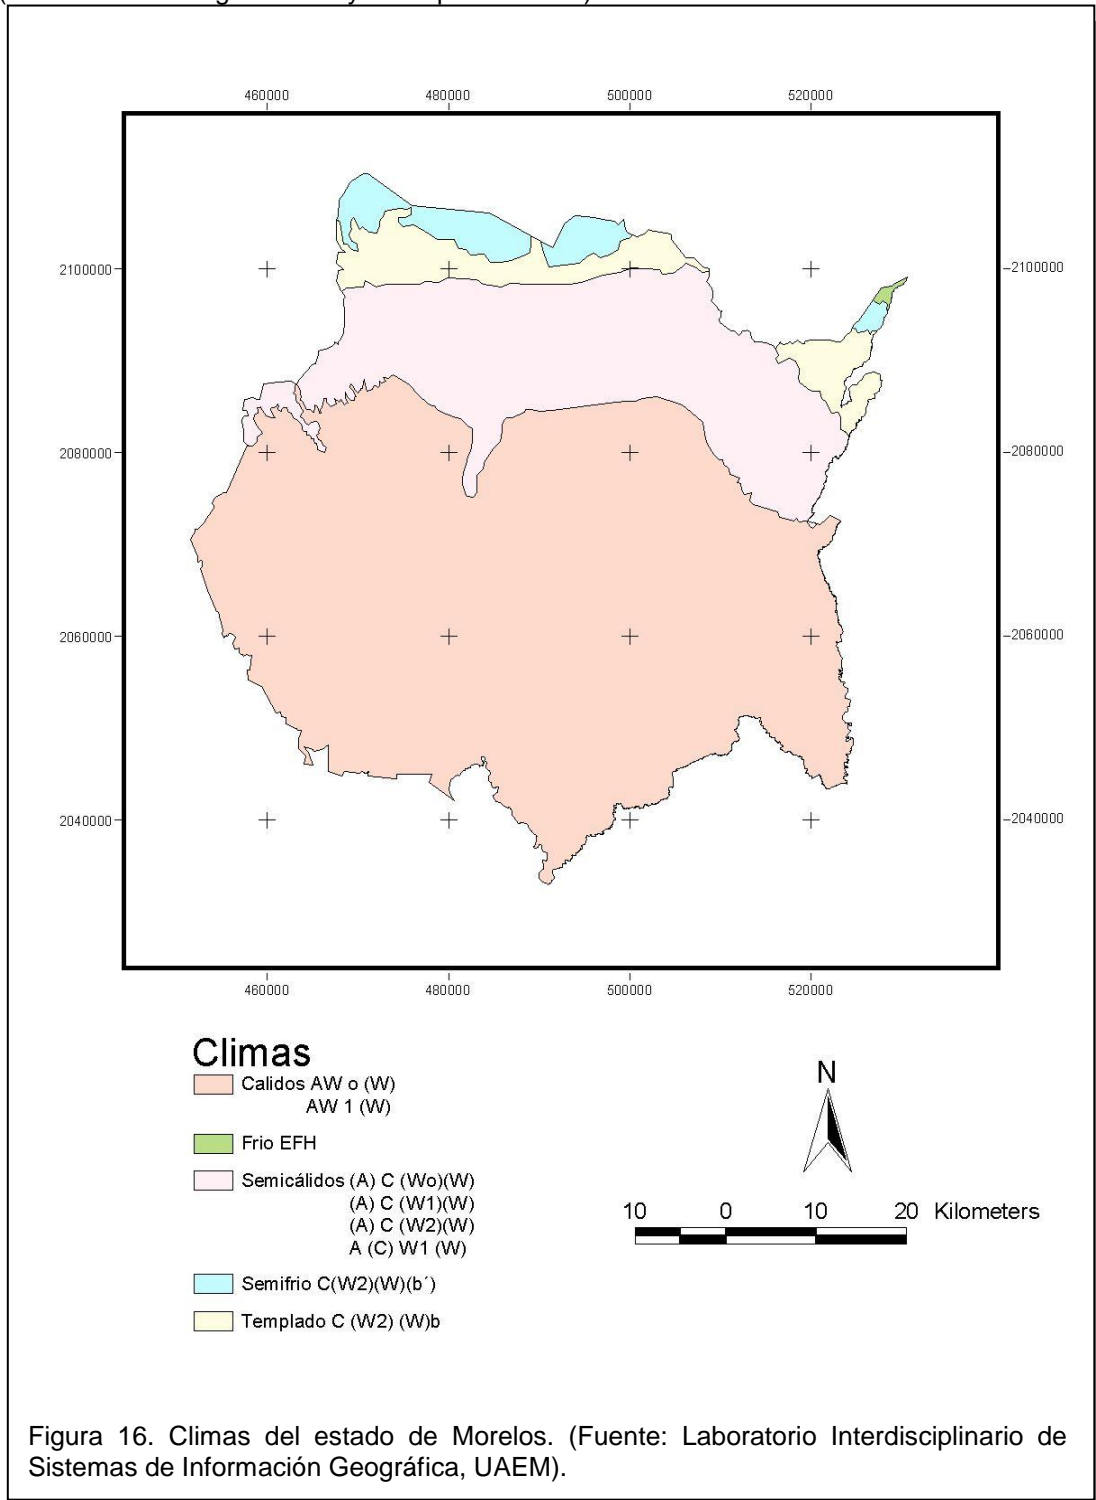 460000 480000 500000 520000
2100000 2100000
2080000 2080000
2060000 2060000
2040000 2040000
460000 480000 500000 520000
Climas
Calidos AW o (W)
AW 1 (W)
Frio EFH
Semicálidos (A) C (Wo)(W)
(A) C (W1)(W)
(A) C (W2)(W)
A (C) W1 (W)
Semifrio C(W2)(W)(b´)
Templado C (W2) (W)b
N
10 0 10 20 Kilometers
Figura 16. Climas del estado de Morelos. (Fuente: Laboratorio Interdisciplinario de
Sistemas de Información Geográfica, UAEM).